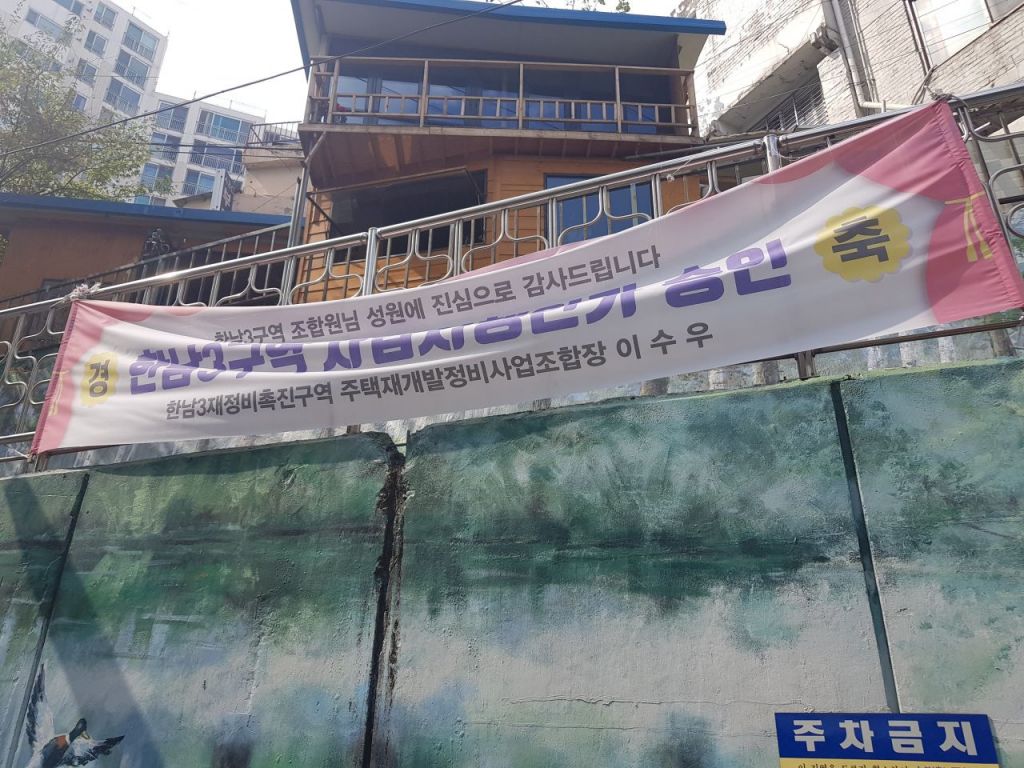 한남3구역 조합원님 성원에 진심으로 감사드립니다
경 한남3구역 사업시행인가 승인 축
한남3재정비촉진구역 주택재개발정비사업조합장 이 수 우
주차금지